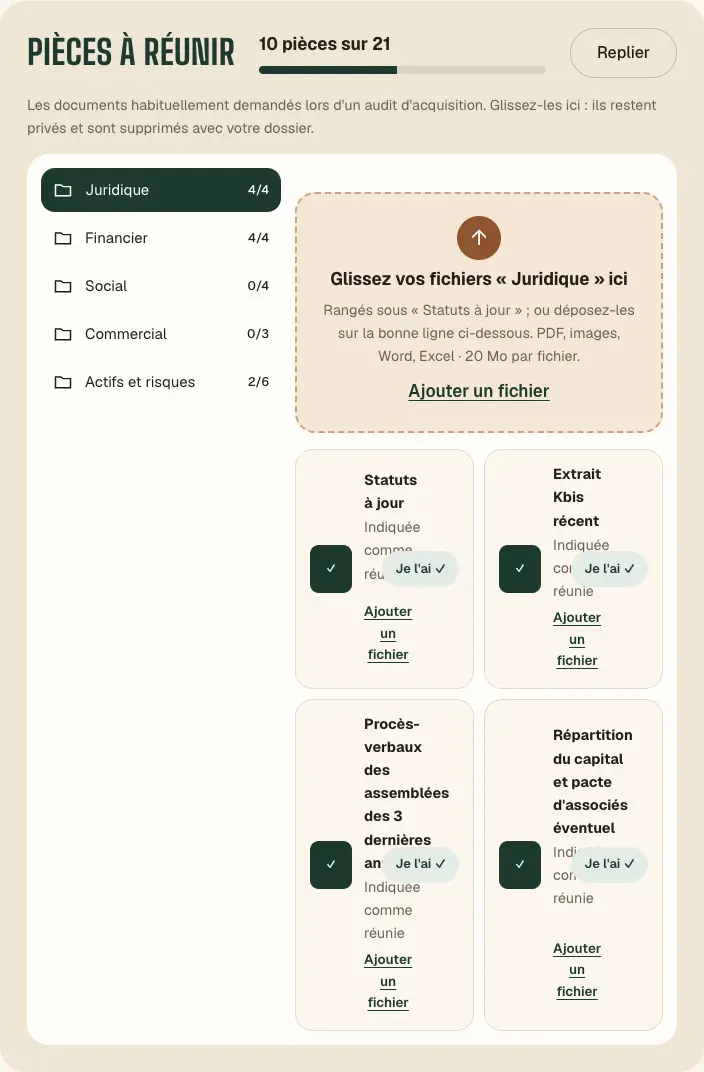 PIÈCES À RÉUNIR
10 pièces sur 21
Replier
Les documents habituellement demandés lors d'un audit d'acquisition. Glissez-les ici : ils restent
privés et sont supprimés avec votre dossier.
Juridique 4/4
Financier 4/4
Social 0/4
Commercial 0/3
Actifs et risques 2/6
Glissez vos fichiers « Juridique » ici
Rangés sous « Statuts à jour » ; ou déposez-les
sur la bonne ligne ci-dessous. PDF, images,
Word, Excel · 20 Mo par fichier.
Ajouter un fichier
Statuts
à jour
Indiquée
comme
Je l'ai ✓
Ajouter
un
fichier
Extrait
Kbis
récent
Indiquée
Je l'ai ✓
réunie
Ajouter
un
fichier
Procès-
verbaux
des
assemblées
des 3
dernières
Je l'ai ✓
Indiquée
comme
réunie
Ajouter
un
fichier
Répartition
du capital
et pacte
d'associés
éventuel
Je l'ai ✓
réunie
Ajouter
un
fichier